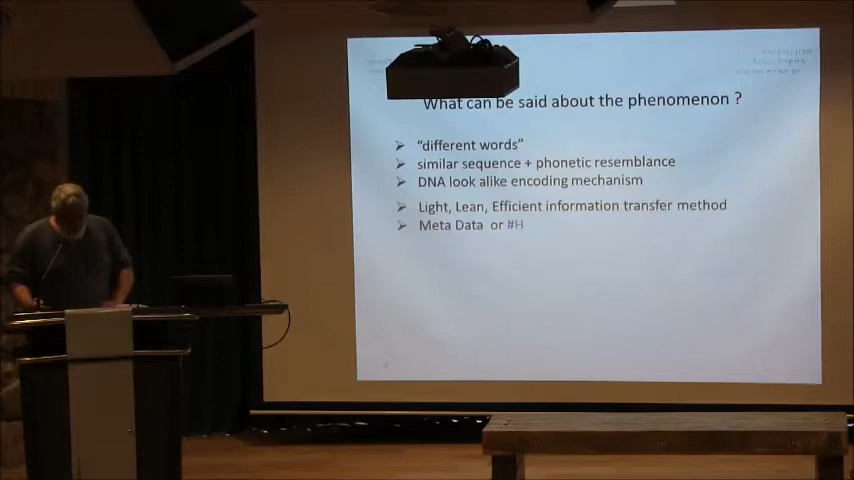 What can be said about the phenomenon ?
"different words"
similar sequence + phonetic resemblance
DNA look alike encoding mechanism
Light, Lean, Efficient information transfer method
Meta Data or #H